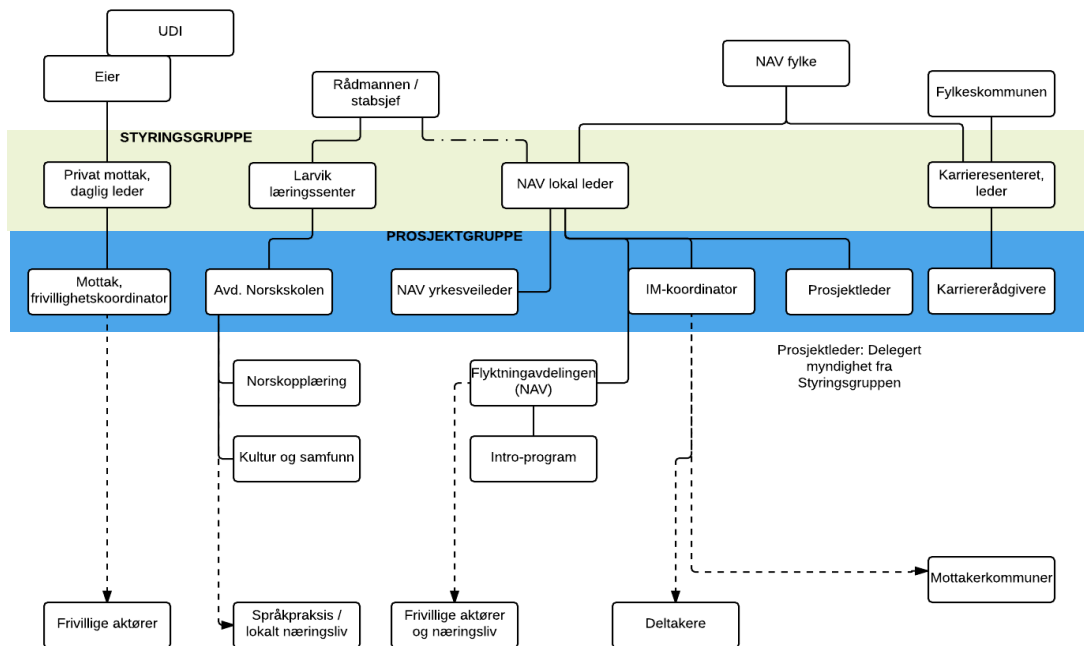 UDI
Eier
NAV fylke
Rådmannen /
stabsjef
Fylkeskommunen
STYRINGSGRUPPE
Privat mottak,
daglig leder
Larvik
læringssenter
NAV lokal leder
Karrieresenteret,
leder
PROSJEKTGRUPPE
Mottak,
frivillighetskoordinator
Avd. Norskskolen
NAV yrkesveileder
IM-koordinator
Prosjektleder
Karriererådgivere
Prosjektleder: Delegert
myndighet fra
Styringsgruppen
Norskopplæring
Flyktningavdelingen
(NAV)
Kultur og samfunn
Intro-program
Mottakerkommuner
Frivillige aktører
Språkpraksis /
lokalt næringsliv
Frivillige aktører
og næringsliv
Deltakere